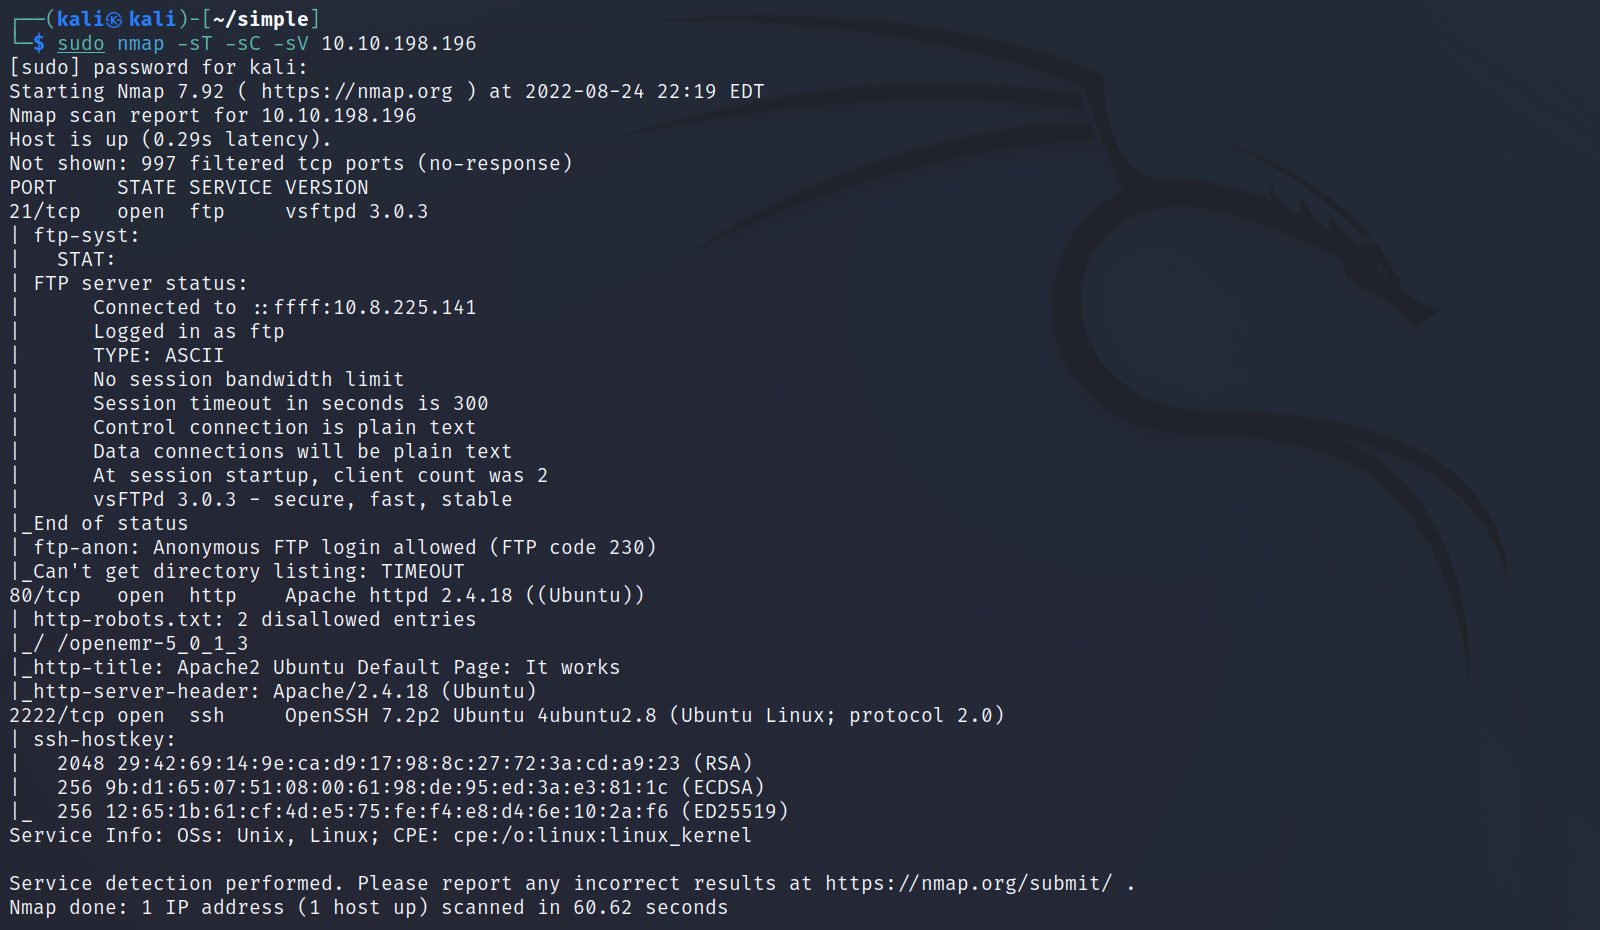 ┌──(kali㉿kali)-[~/simple]
└─$ sudo nmap -sT -sC -sV 10.10.198.196
[sudo] password for kali:
Starting Nmap 7.92 ( https://nmap.org ) at 2022-08-24 22:19 EDT
Nmap scan report for 10.10.198.196
Host is up (0.29s latency).
Not shown: 997 filtered tcp ports (no-response)
PORT     STATE SERVICE VERSION
21/tcp   open  ftp     vsftpd 3.0.3
| ftp-syst:
|   STAT:
| FTP server status:
|      Connected to ::ffff:10.8.225.141
|      Logged in as ftp
|      TYPE: ASCII
|      No session bandwidth limit
|      Session timeout in seconds is 300
|      Control connection is plain text
|      Data connections will be plain text
|      At session startup, client count was 2
|      vsFTPd 3.0.3 - secure, fast, stable
|_End of status
| ftp-anon: Anonymous FTP login allowed (FTP code 230)
|_Can't get directory listing: TIMEOUT
80/tcp   open  http    Apache httpd 2.4.18 ((Ubuntu))
| http-robots.txt: 2 disallowed entries
|_/ /openemr-5_0_1_3
|_http-title: Apache2 Ubuntu Default Page: It works
|_http-server-header: Apache/2.4.18 (Ubuntu)
2222/tcp open  ssh     OpenSSH 7.2p2 Ubuntu 4ubuntu2.8 (Ubuntu Linux; protocol 2.0)
| ssh-hostkey:
|   2048 29:42:69:14:9e:ca:d9:17:98:8c:27:72:3a:cd:a9:23 (RSA)
|   256 9b:d1:65:07:51:08:00:61:98:de:95:ed:3a:e3:81:1c (ECDSA)
|_  256 12:65:1b:61:cf:4d:e5:75:fe:f4:e8:d4:6e:10:2a:f6 (ED25519)
Service Info: OSs: Unix, Linux; CPE: cpe:/o:linux:linux_kernel

Service detection performed. Please report any incorrect results at https://nmap.org/submit/ .
Nmap done: 1 IP address (1 host up) scanned in 60.62 seconds